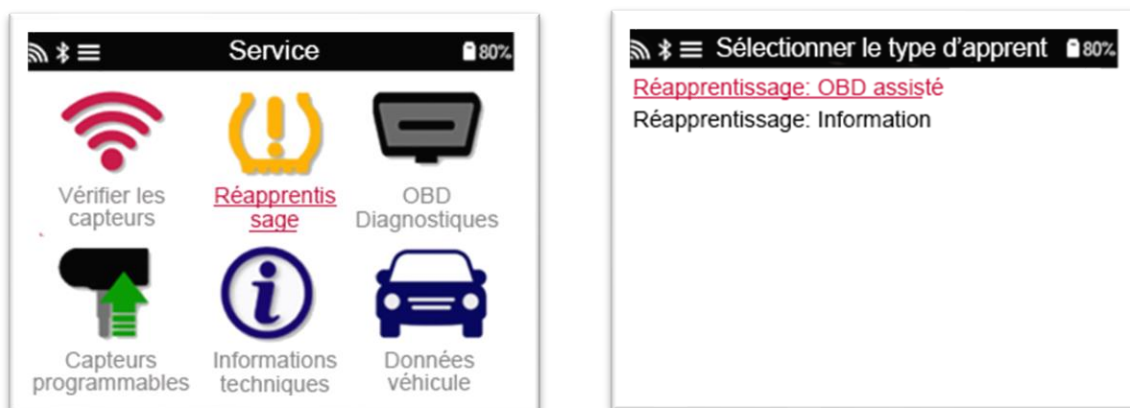 Service
80%
Vérifier les
capteurs
Réapprentis
sage
OBD
Diagnostiques
Capteurs
programmables
Informations
techniques
Données
véhicule
Sélectionner le type d'apprent
80%
Réapprentissage: OBD assisté
Réapprentissage: Information